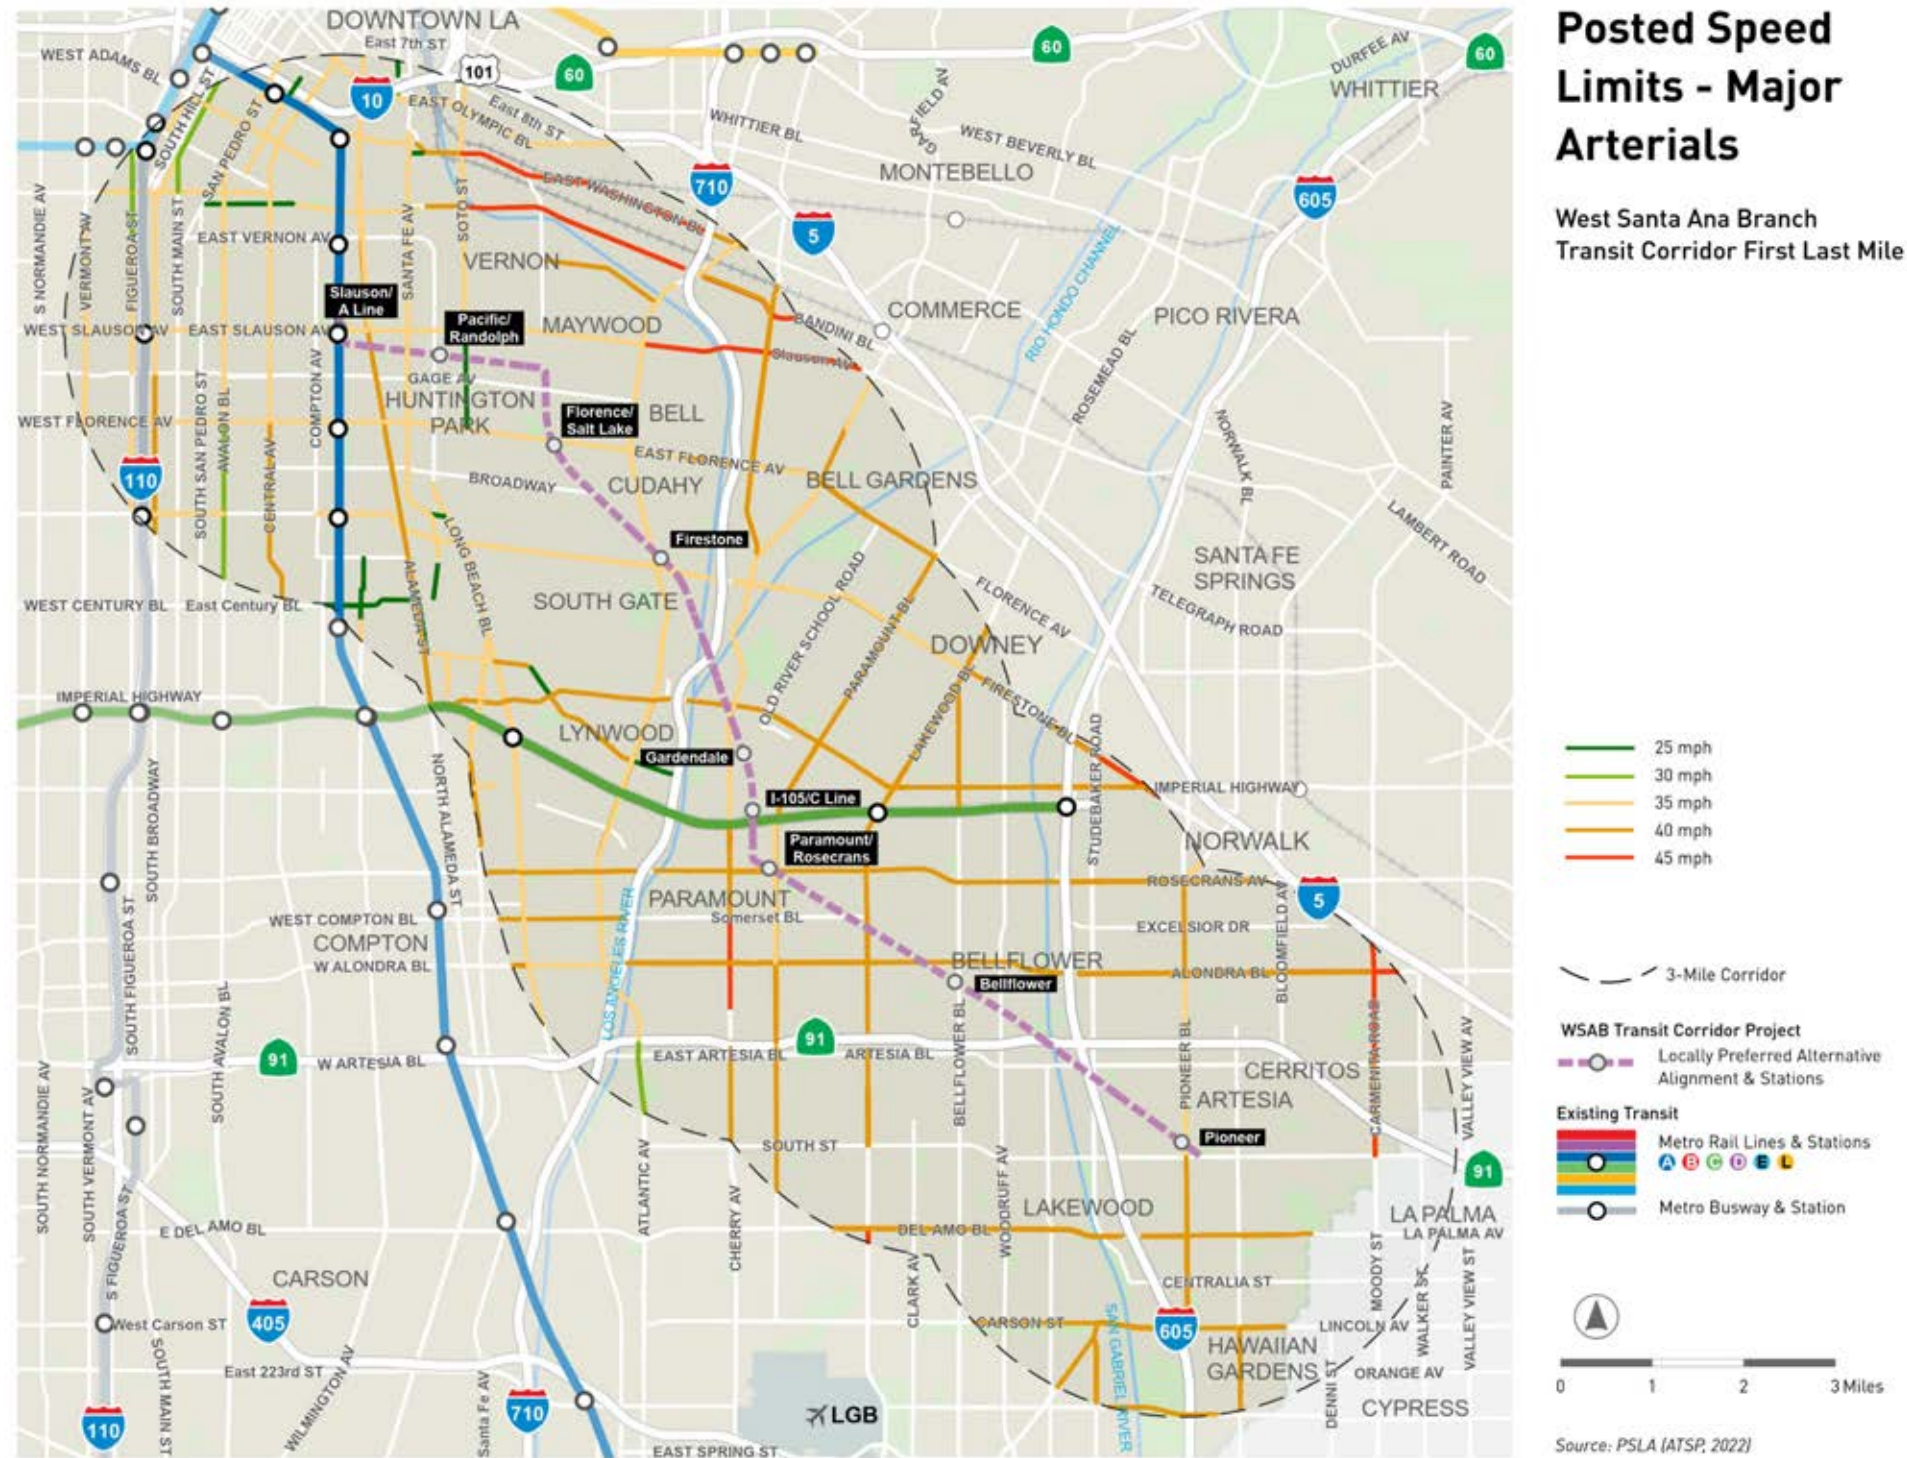 Posted Speed
Limits - Major
Arterials
West Santa Ana Branch
Transit Corridor First Last Mile
DOWNTOWN LA
East 7th ST
WEST ADAMS BL
101
60
60
60
DURFEE AV
WHITTIER
10
EAST OLYMPIC BL
East 8th ST
SOUTH HILL ST
SAN PEDRO ST
WHITTIER BL
GARFIELD AV
WEST BEVERLY BL
MONTEBELLO
710
605
5
EAST WASHINGTON BL
S NORMANDIE AV
VERMONT AV
FIGUEROA ST
SOUTH MAIN ST
EAST VERNON AV
SANTA FE AV
SOTO ST
VERNON
RIO HONDO CHANNEL
Slauson/
A Line
WEST SLAUSON AV
EAST SLAUSON AV
Pacific/
Randolph
MAYWOOD
COMMERCE
BANDINI BL
Slauson AV
PICO RIVERA
ROSEMEAD BL
COMPTON AV
GAGE AV
HUNTINGTON
PARK
Florence/
Salt Lake
BELL
WEST FLORENCE AV
EAST FLORENCE AV
BELL GARDENS
NORWALK BL
PAINTER AV
110
SOUTH SAN PEDRO ST
AVALON BL
CENTRAL AV
BROADWAY
CUDAHY
LAMBERT ROAD
Firestone
LONG BEACH BL
ALAMEDA ST
SANTA FE
SPRINGS
SOUTH GATE
OLD RIVER SCHOOL ROAD
PARAMOUNT BL
FLORENCE AV
TELEGRAPH ROAD
WEST CENTURY BL
East Century BL
DOWNEY
LAKEWOOD BL
FIRESTONE BL
IMPERIAL HIGHWAY
LYNWOOD
Gardendale
STUDEBAKER ROAD
I-105/C Line
IMPERIAL HIGHWAY
NORTH ALAMEDA ST
SOUTH BROADWAY
Paramount/
Rosecrans
NORWALK
ROSECRANS AV
5
PARAMOUNT
Somerset BL
WEST COMPTON BL
COMPTON
W ALONDRA BL
LOS ANGELES RIVER
EXCELSIOR DR
BLOOMFIELD AV
BELLFLOWER
ALONDRA BL
Bellflower
SOUTH FIGUEROA ST
SOUTH AVALON BL
91
W ARTESIA BL
EAST ARTESIA BL
91
ARTESIA BL
BELLFLOWER BL
PIONEER BL
CERRITOS
ARTESIA
CARMENITA ROAD
VALLEY VIEW AV
Pioneer
91
SOUTH NORMANDIE AV
SOUTH VERMONT AV
S FIGUEROA ST
SOUTH ST
ATLANTIC AV
CHERRY AV
WOODRUFF AV
LAKEWOOD
LA PALMA
LA PALMA AV
E DEL AMO BL
DEL AMO BL
CARSON
CLARK AV
CENTRALIA ST
MOODY ST
WALKER ST
VALLEY VIEW ST
West Carson ST
405
CARSON ST
605
LINCOLN AV
HAWAIIAN
GARDENS
SAN GABRIEL RIVER
DENNI ST
ORANGE AV
CYPRESS
SOUTH MAIN ST
East 223rd ST
WILMINGTON AV
Santa Fe AV
110
710
LGB
EAST SPRING ST
25 mph
30 mph
35 mph
40 mph
45 mph
3-Mile Corridor
WSAB Transit Corridor Project
Locally Preferred Alternative
Alignment & Stations
Existing Transit
Metro Rail Lines & Stations
A B C D E L
Metro Busway & Station
0 1 2 3 Miles
Source: PSLA (ATSP, 2022)